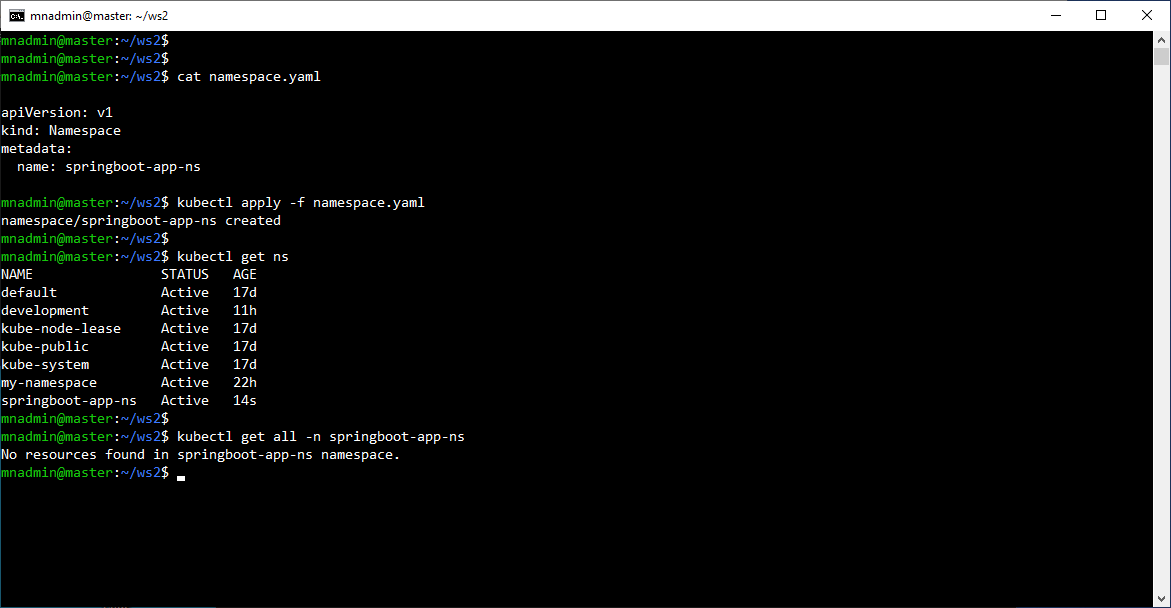 mnadmin@master: ~/ws2
mnadmin@master:~/ws2$
mnadmin@master:~/ws2$
mnadmin@master:~/ws2$ cat namespace.yaml
apiVersion: v1
kind: Namespace
metadata:
  name: springboot-app-ns
mnadmin@master:~/ws2$ kubectl apply -f namespace.yaml
namespace/springboot-app-ns created
mnadmin@master:~/ws2$
mnadmin@master:~/ws2$ kubectl get ns
NAME                STATUS   AGE
default             Active   17d
development         Active   11h
kube-node-lease     Active   17d
kube-public         Active   17d
kube-system         Active   17d
my-namespace        Active   22h
springboot-app-ns   Active   14s
mnadmin@master:~/ws2$
mnadmin@master:~/ws2$ kubectl get all -n springboot-app-ns
No resources found in springboot-app-ns namespace.
mnadmin@master:~/ws2$